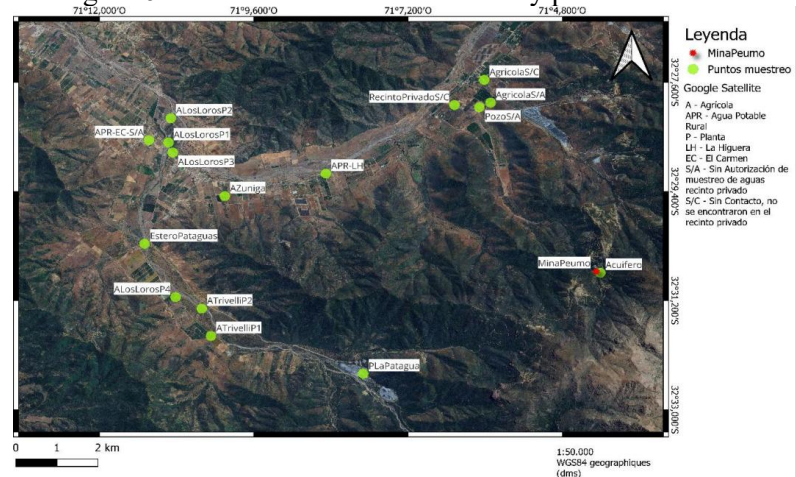 71°12,000'O 71°9,600'O 71°7,200'O 71°4,800'O
32°27,600'S
32°29,400'S
32°31,200'S
32°33,000'S
AgricolaS/C
RecintoPrivadoS/C
AgricolaS/A
PozoS/A
ALosLorosP2
APR-EC-S/A
ALosLorosP1
ALosLorosP3
APR-LH
AZuniga
EsteroPataguas
MinaPeumo
Acuifero
ALosLorosP4
ATrivelliP2
ATrivelliP1
PLaPatagua
Leyenda
MinaPeumo
Puntos muestreo
Google Satellite
A - Agrícola
APR - Agua Potable
Rural
P - Planta
LH - La Higuera
EC - El Carmen
S/A - Sin Autorización de
muestreo de aguas
recinto privado
S/C - Sin Contacto, no
se encontraron en el
recinto privado
0 1 2 km
1:50.000
WGS84 geographiques
(dms)